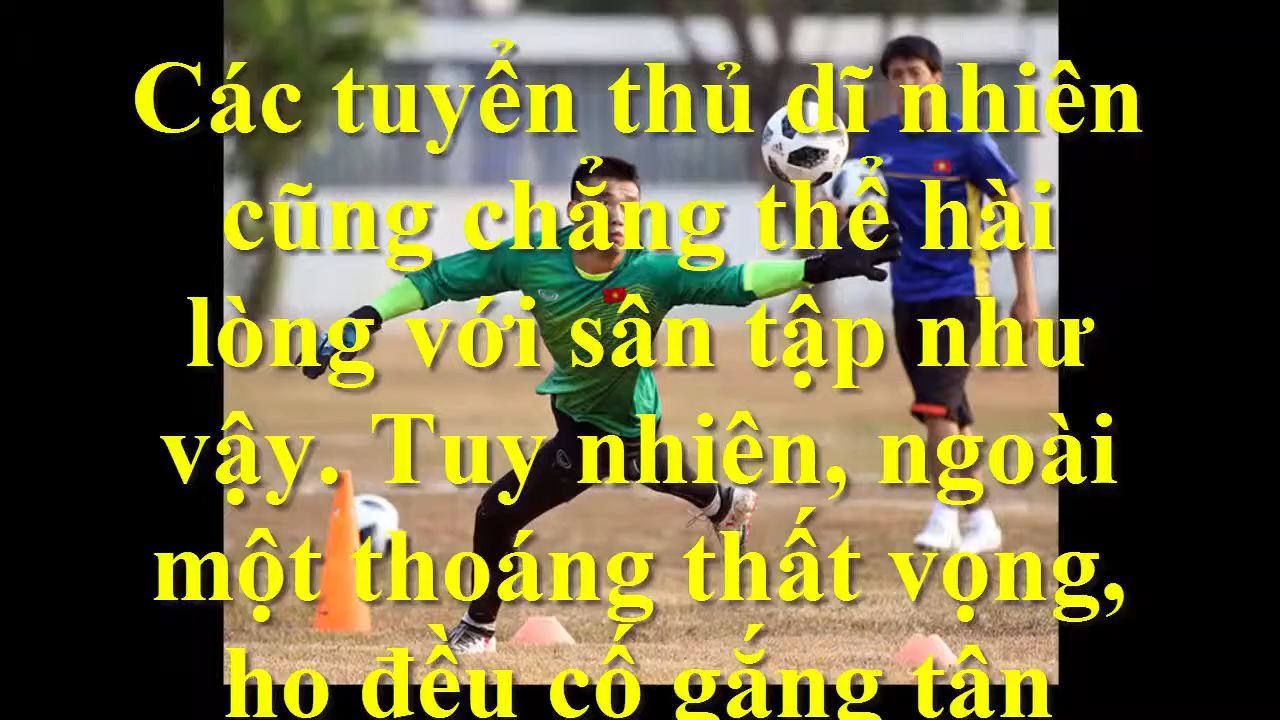 Các tuyển thủ dĩ nhiên
cũng chẳng thể hài
lòng với sân tập như
vậy. Tuy nhiên, ngoài
một thoáng thất vọng,
họ đều cố gắng tận